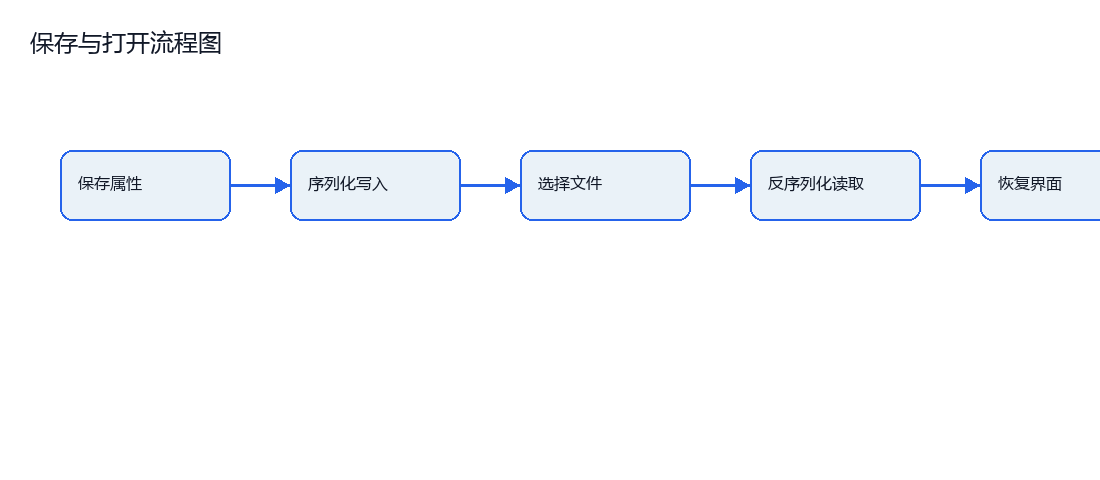 保存与打开流程图
保存属性
序列化写入
选择文件
反序列化读取
恢复界面